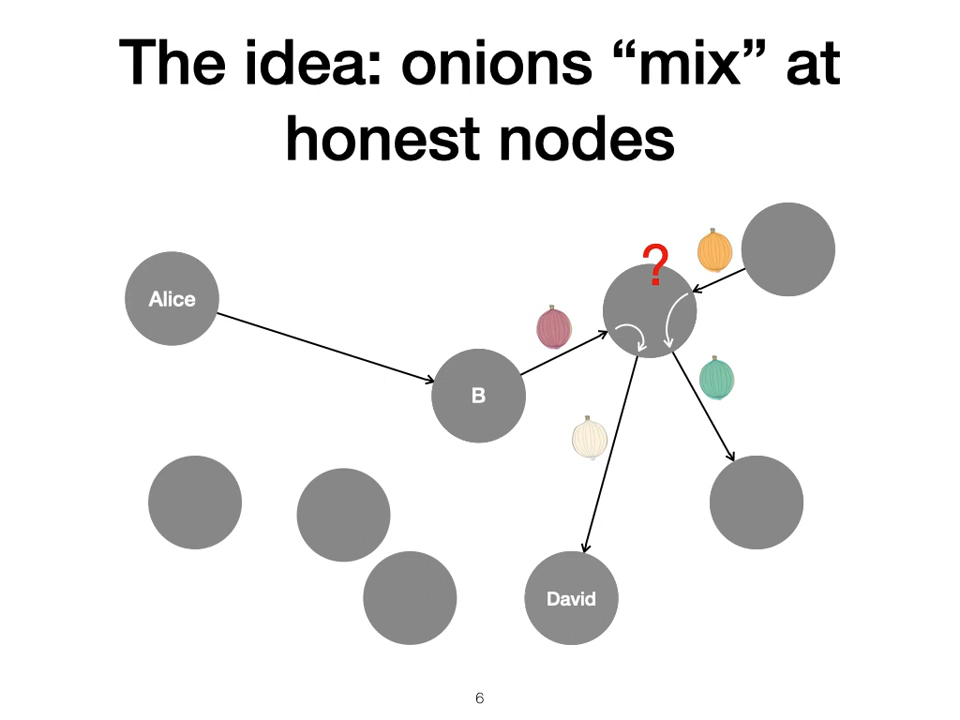 The idea: onions “mix” at
honest nodes
?
Alice
B
David
6